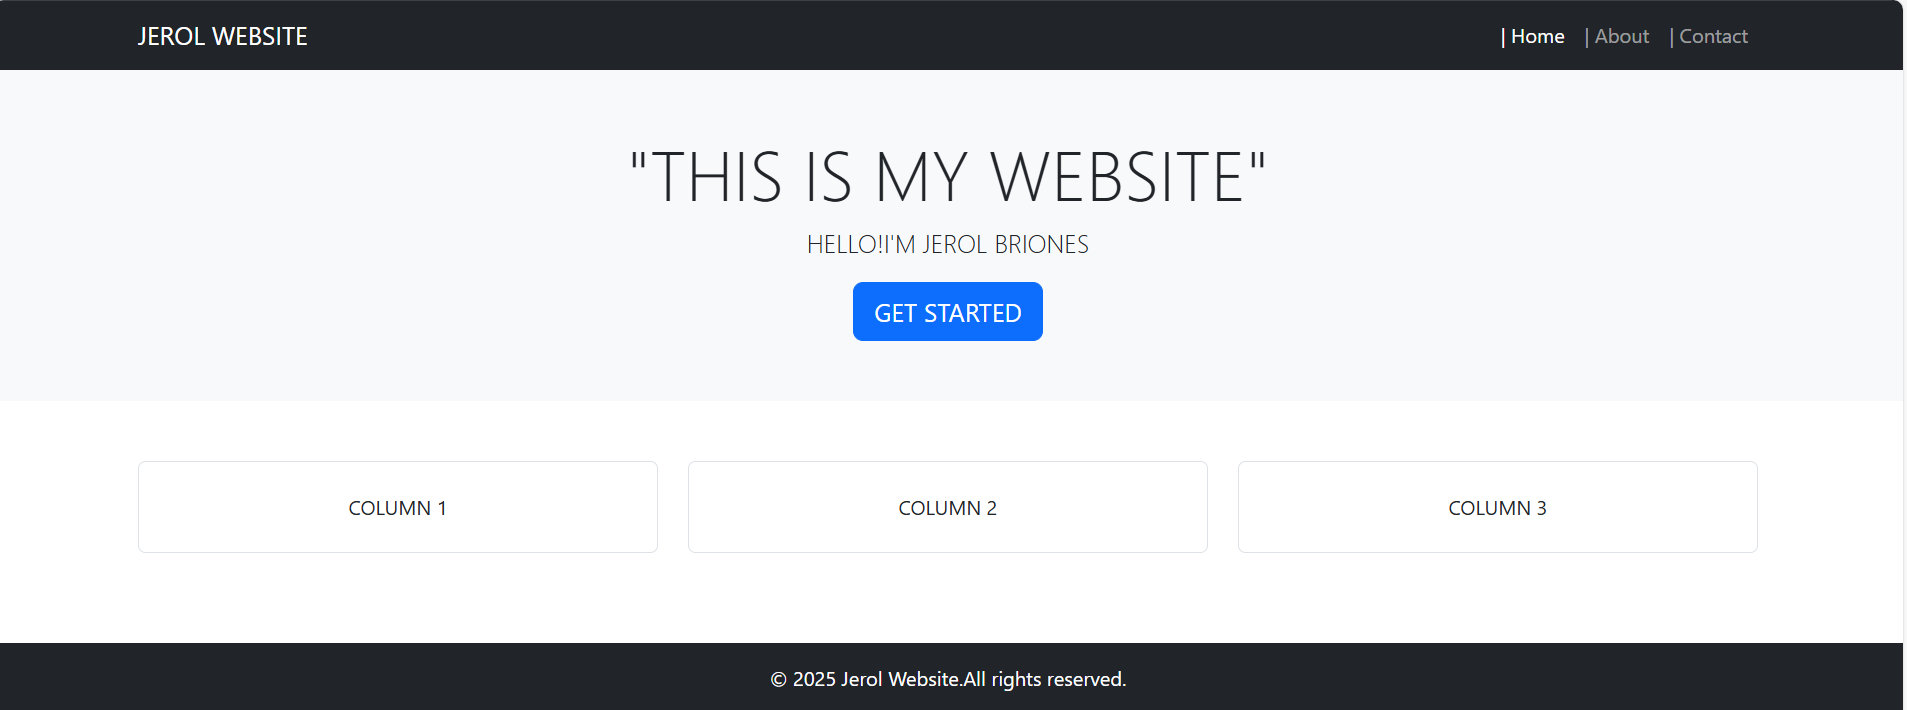 JEROL WEBSITE
| Home | About | Contact
"THIS IS MY WEBSITE"
HELLO!I'M JEROL BRIONES
GET STARTED
COLUMN 1
COLUMN 2
COLUMN 3
© 2025 Jerol Website.All rights reserved.